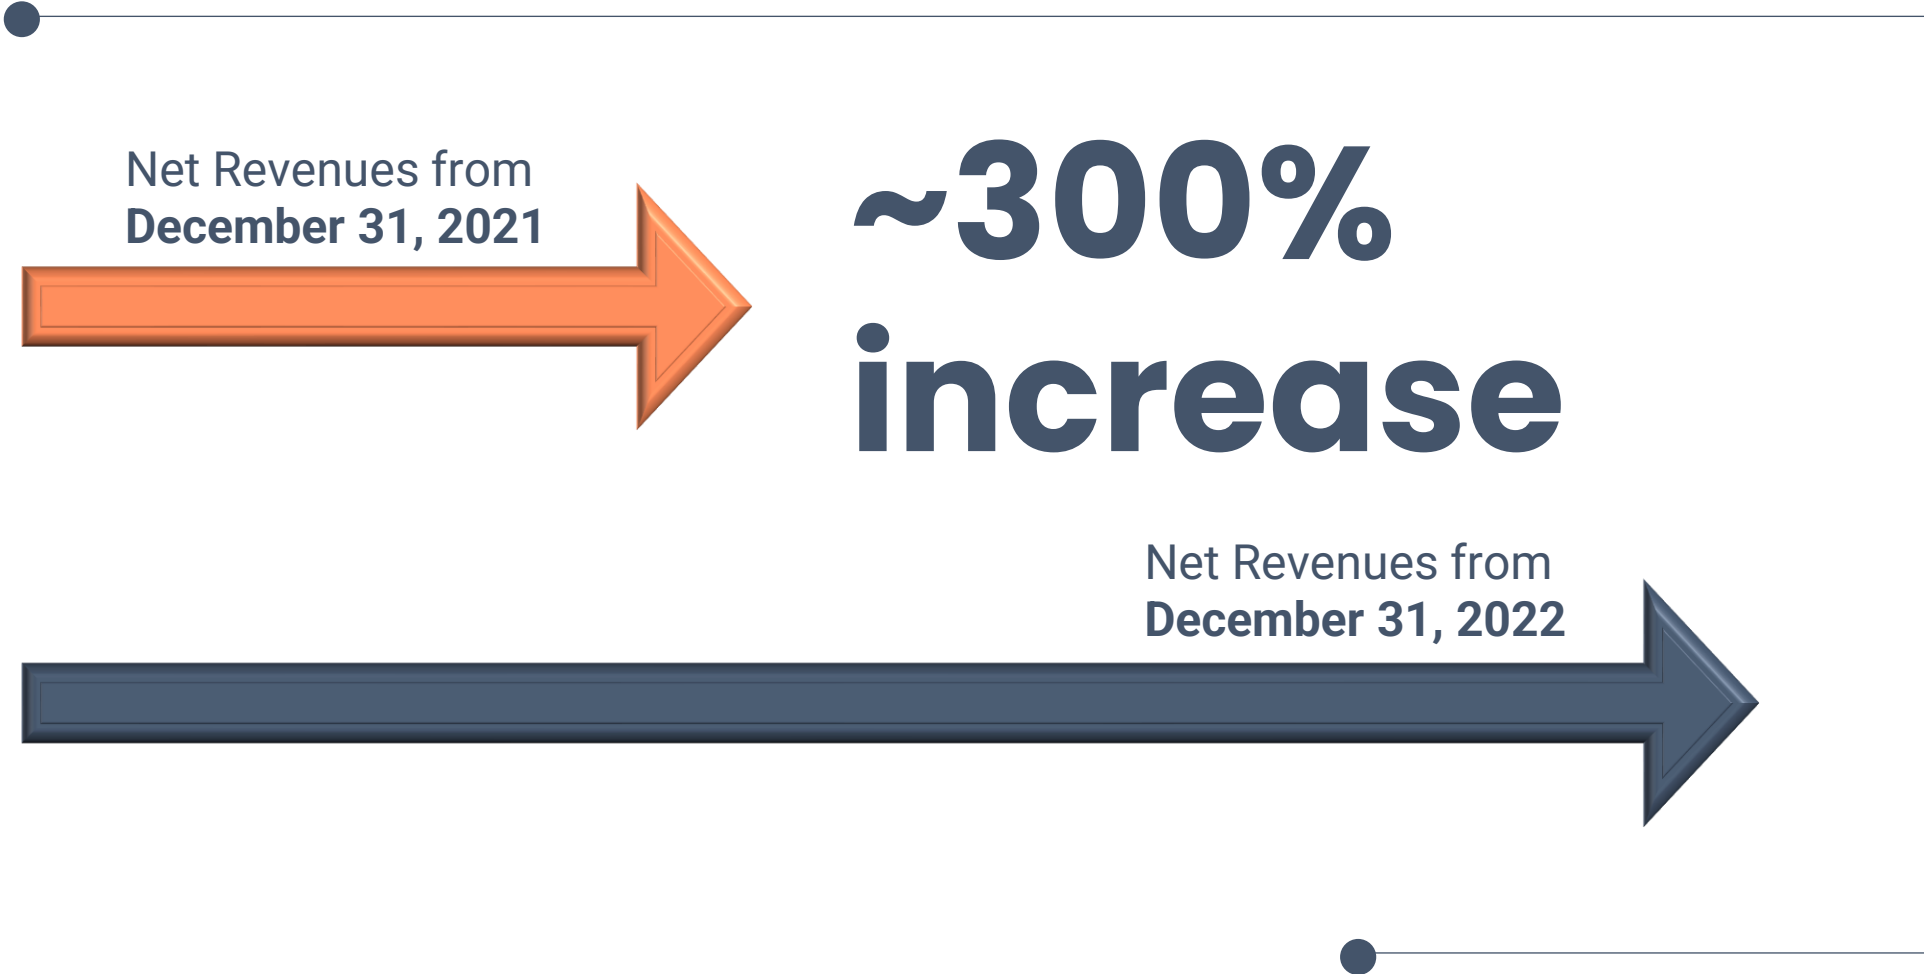 Net Revenues from
December 31, 2021
~300%
increase
Net Revenues from
December 31, 2022